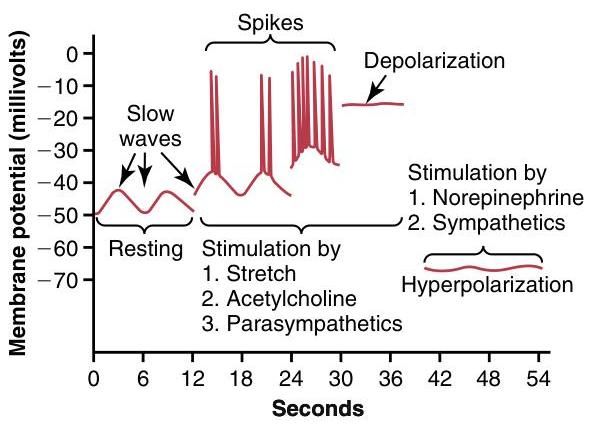 Spikes
Membrane potential (millivolts)
0
−10
−20
−30
−40
−50
−60
−70
Depolarization
Slow
waves
Stimulation by
1. Norepinephrine
2. Sympathetics
Resting
Stimulation by
1. Stretch
2. Acetylcholine
3. Parasympathetics
Hyperpolarization
0 6 12 18 24 30 36 42 48 54
Seconds